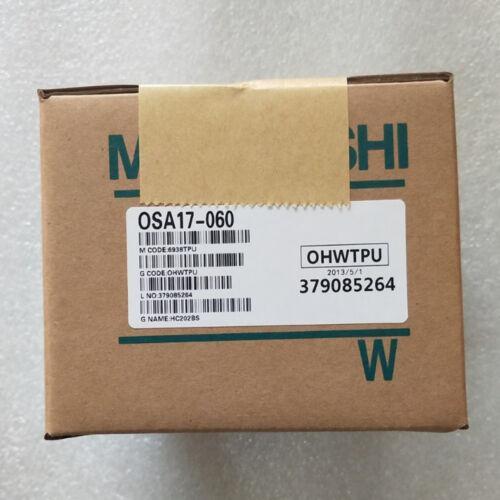 M SHI
OSA17-060
M CODE:6938TPU
G CODE:OHWTPU
L NO:379085264
G NAME:HC202BS
OHWTPU
2013/5/1
379085264
W